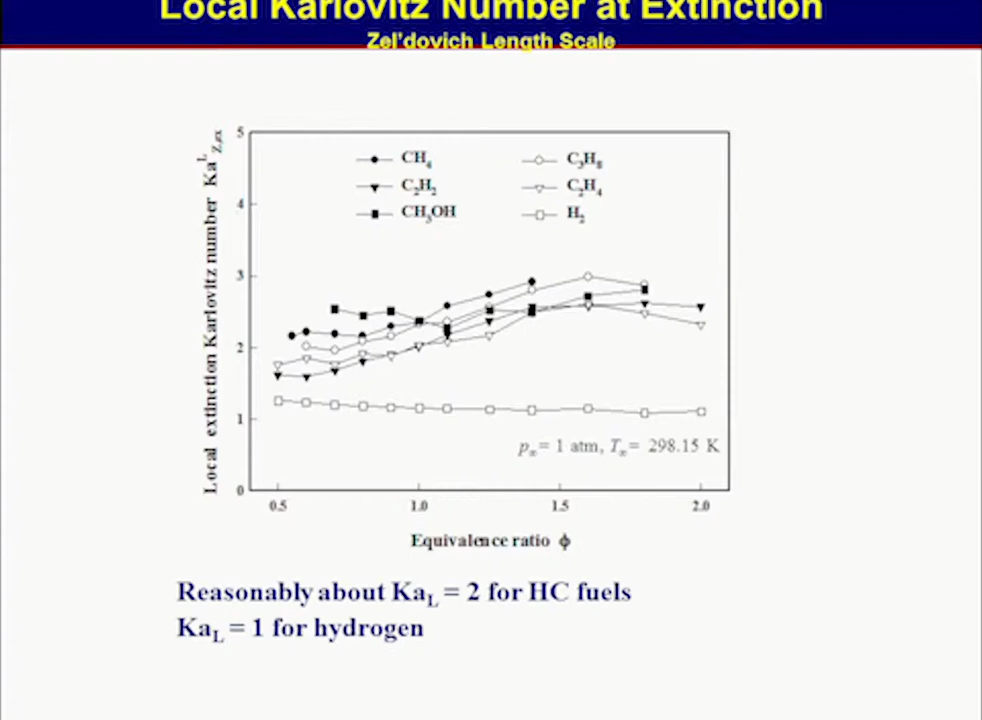 Local Karlovitz Number at Extinction
Zel'dovich Length Scale
Local extinction Karlovitz number Ka^L_Z,ex
5
4
3
2
1
0
CH₄
C₂H₂
CH₃OH
C₃H₈
C₂H₄
H₂
p∞= 1 atm, T∞= 298.15 K
0.5 1.0 1.5 2.0
Equivalence ratio ϕ
Reasonably about Ka_L = 2 for HC fuels
Ka_L = 1 for hydrogen